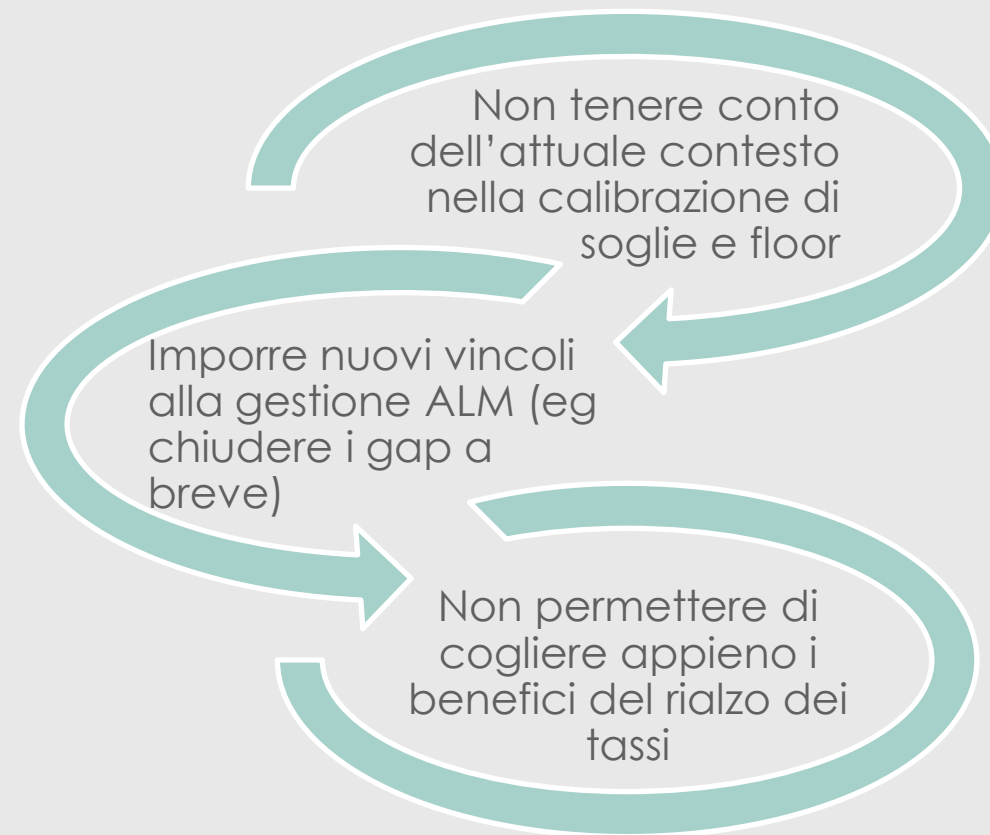 Non tenere conto
dell’attuale contesto
nella calibrazione di
soglie e floor
Imporre nuovi vincoli
alla gestione ALM (eg
chiudere i gap a
breve)
Non permettere di
cogliere appieno i
benefici del rialzo dei
tassi